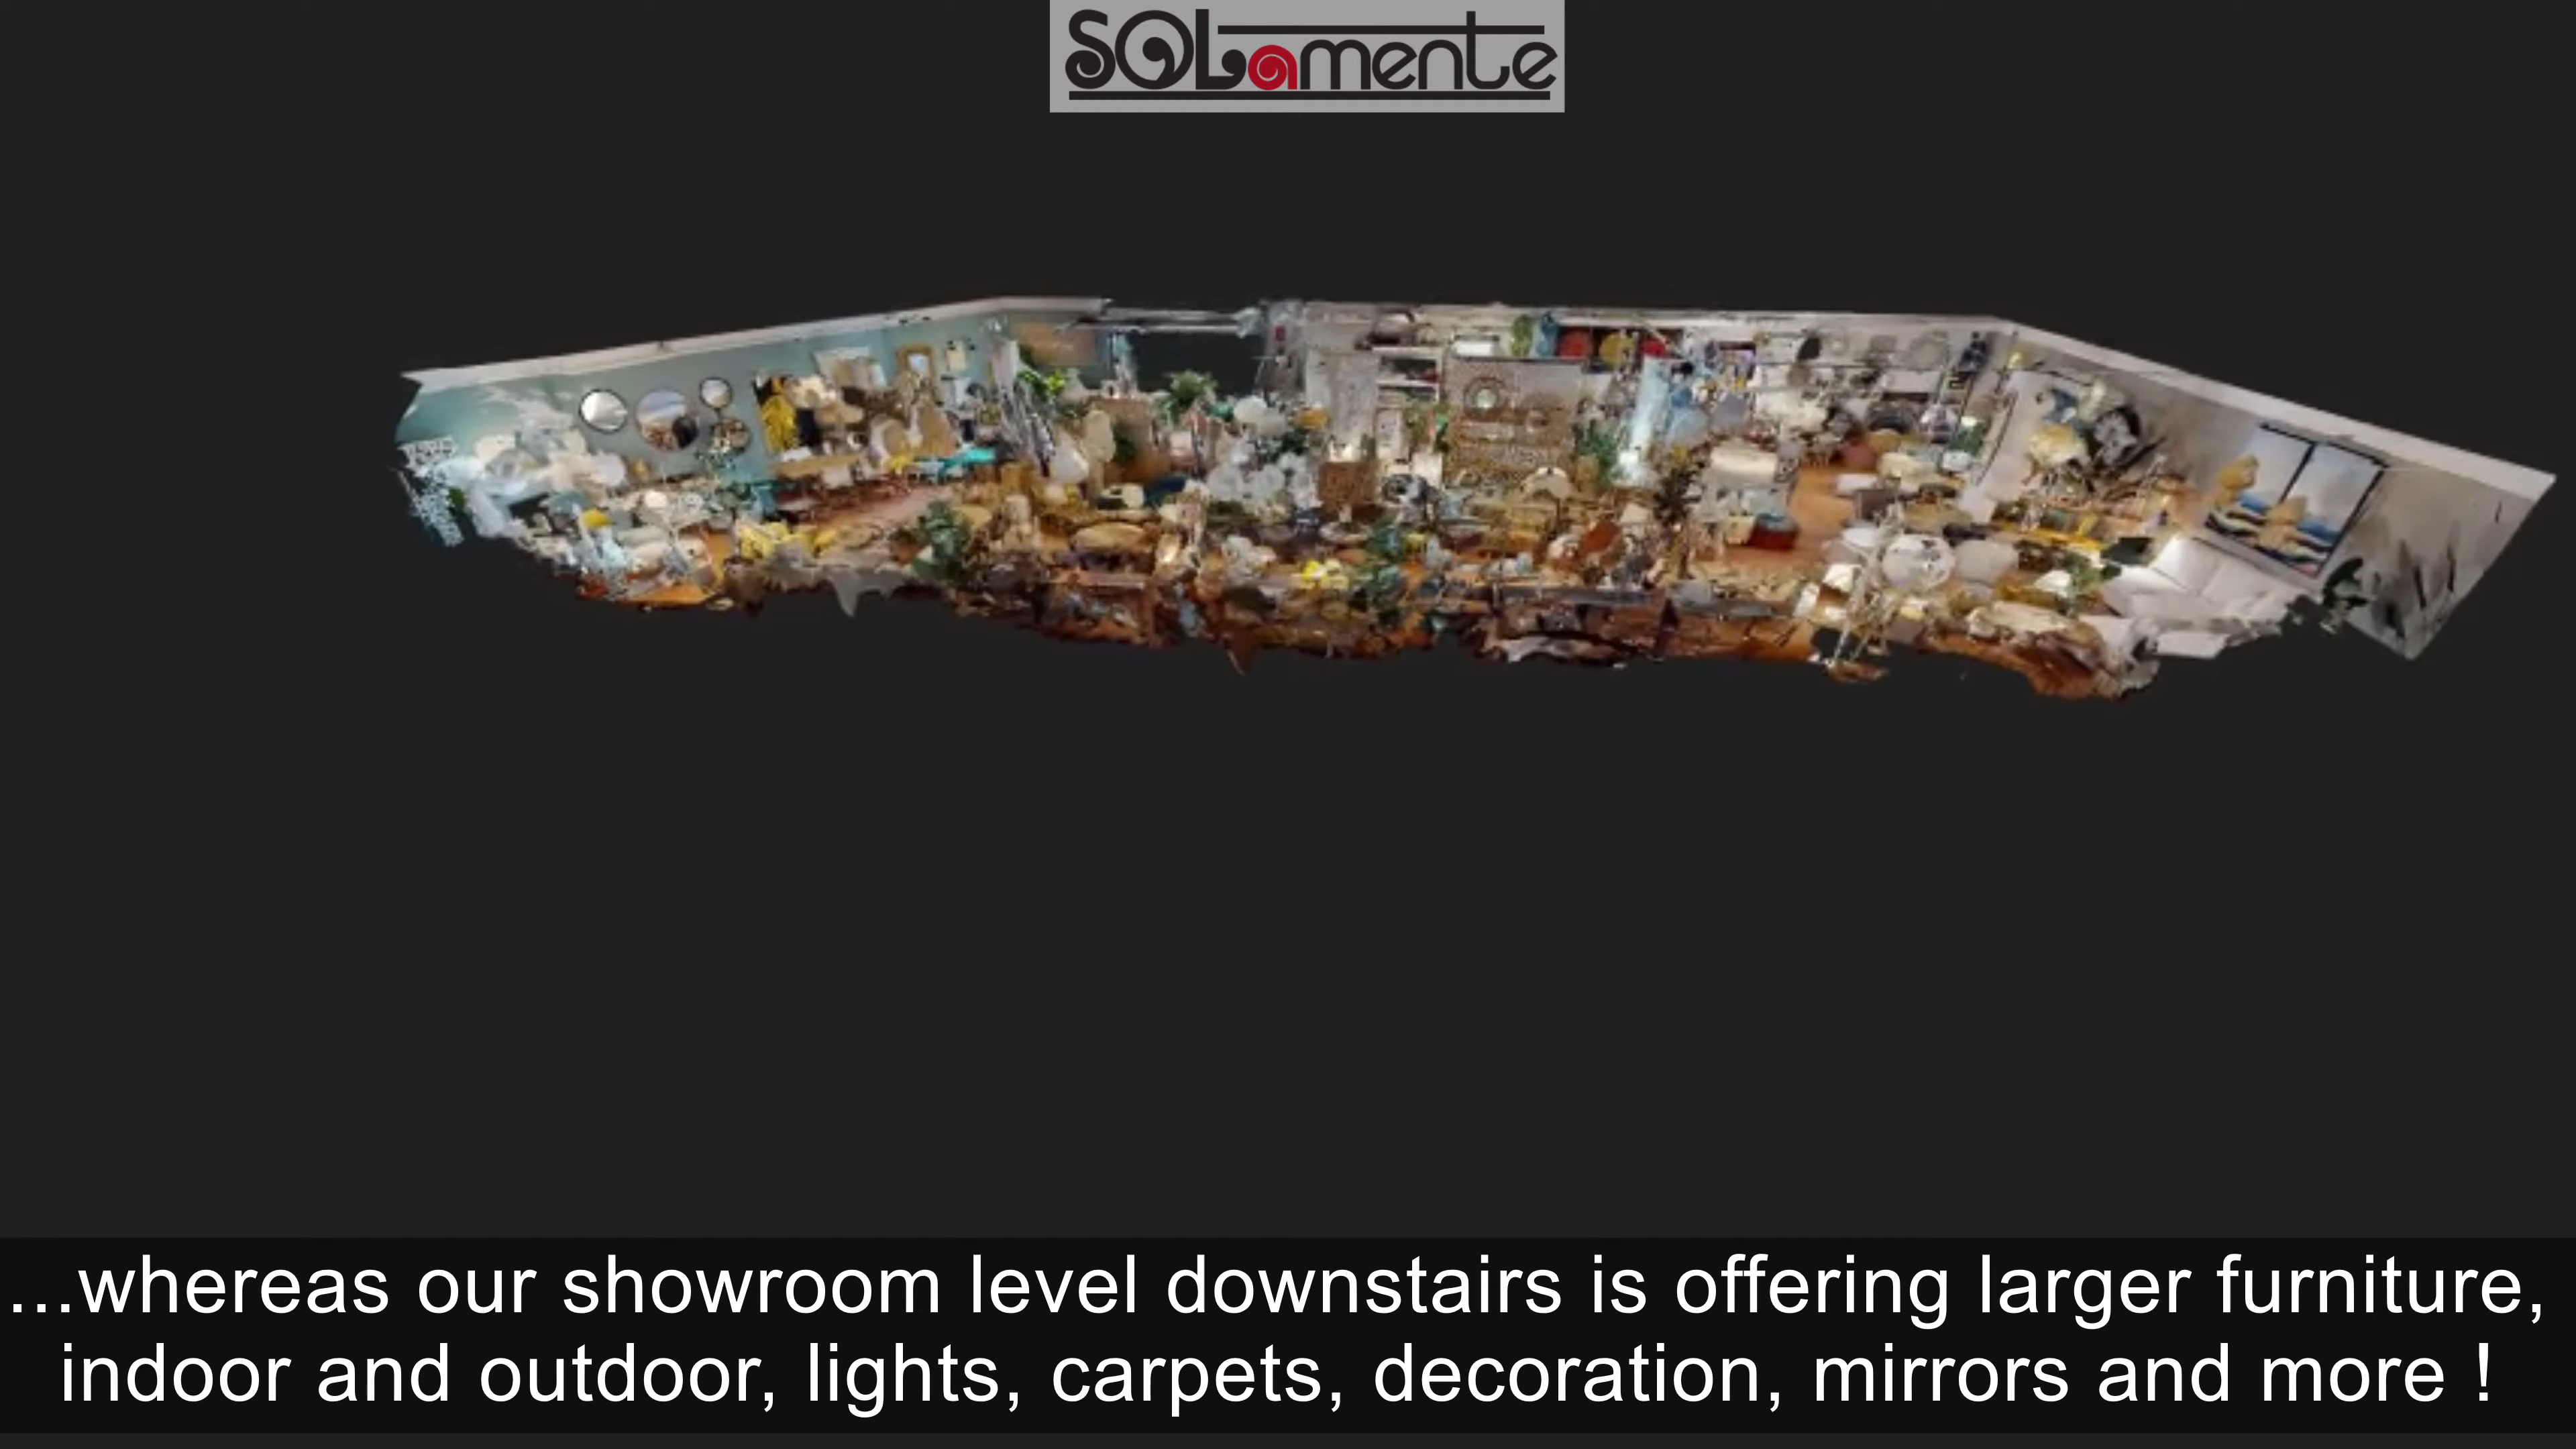 SOLamente
...whereas our showroom level downstairs is offering larger furniture,
indoor and outdoor, lights, carpets, decoration, mirrors and more !